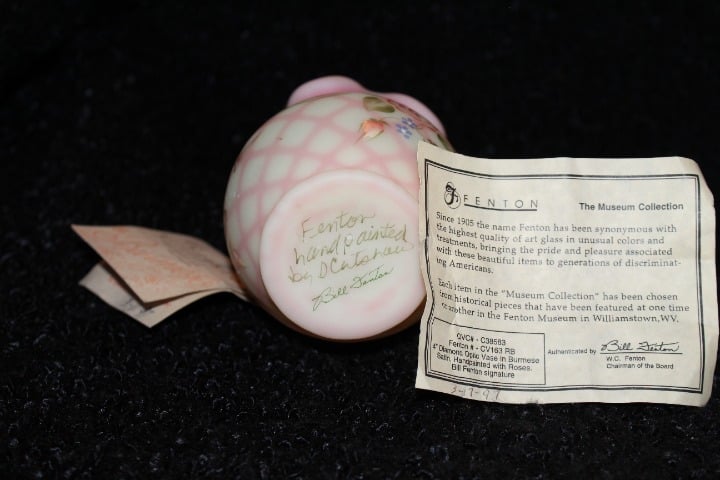 Fenton
handpainted
by D
Bill Fenton
FENTON
The Museum Collection
Since 1905 the name Fenton has been synonymous with
the highest quality of art glass in unusual colors and
treatments, bringing the pride and pleasure associated
with these beautiful items to generations of discriminat-
ing Americans.
Each item in the "Museum Collection" has been chosen
from historical pieces that have been featured at one time
or another in the Fenton Museum in Williamstown, WV.
QVC# - C38563
Fenton # - CV163 RB
4" Diamond Optic Vase in Burmese
Satin, Handpainted with Roses.
Bill Fenton signature
Authenticated by Bill Fenton
W.C. Fenton
Chairman of the Board